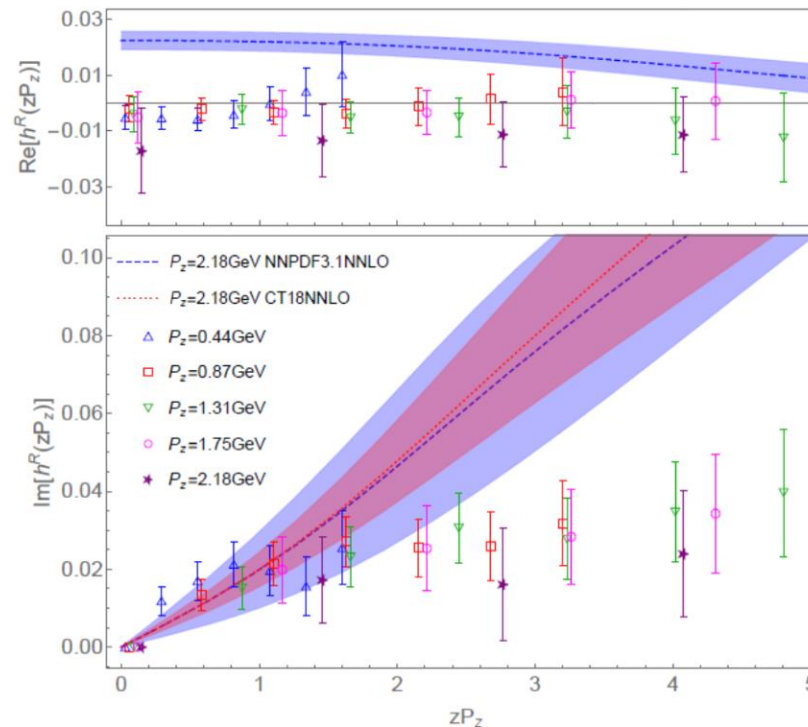 0.03
0.01
-0.01
-0.03
Re[h^R(zP_z)]
0.10
0.08
0.06
0.04
0.02
0.00
Im[h^R(zP_z)]
P_z=2.18GeV NNPDF3.1NNLO
P_z=2.18GeV CT18NNLO
P_z=0.44GeV
P_z=0.87GeV
P_z=1.31GeV
P_z=1.75GeV
P_z=2.18GeV
0 1 2 3 4 5
zP_z